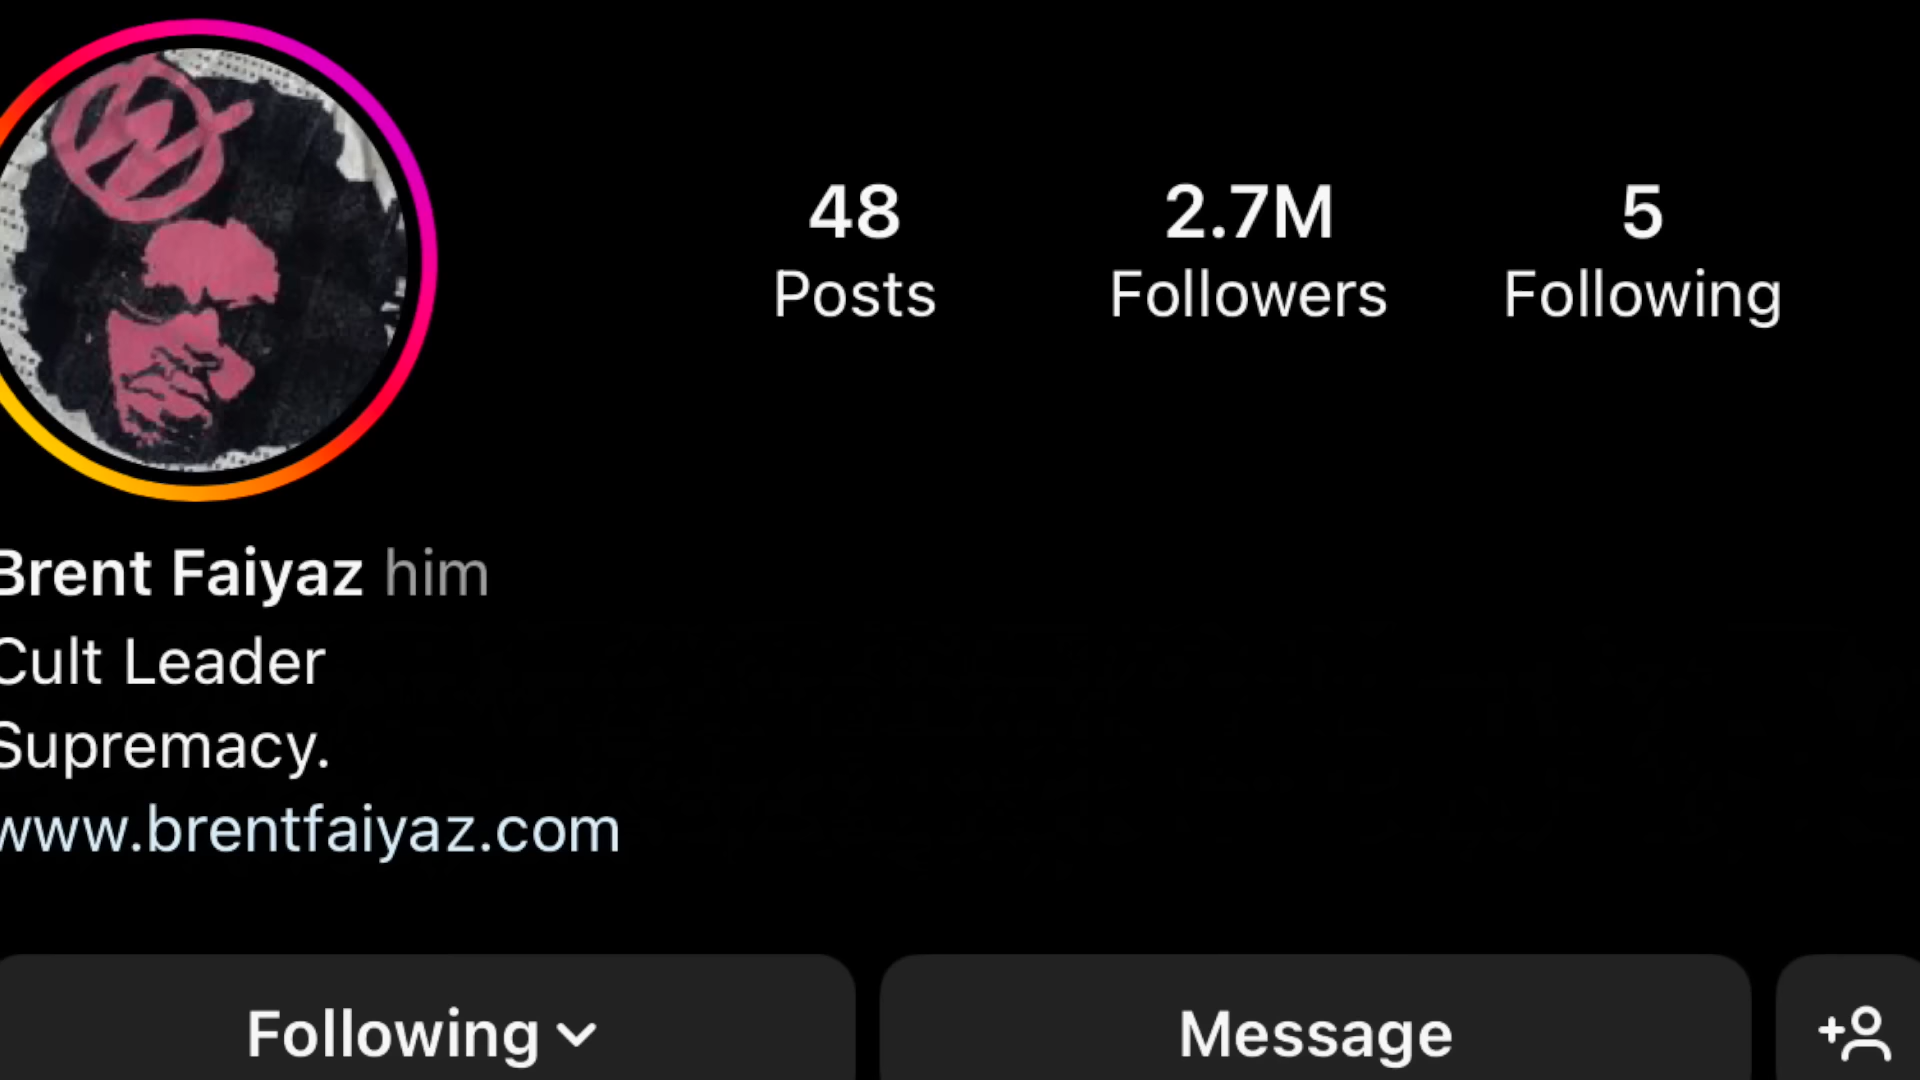 48
Posts
2.7M
Followers
5
Following
Brent Faiyaz him
Cult Leader
Supremacy.
www.brentfaiyaz.com
Following
Message